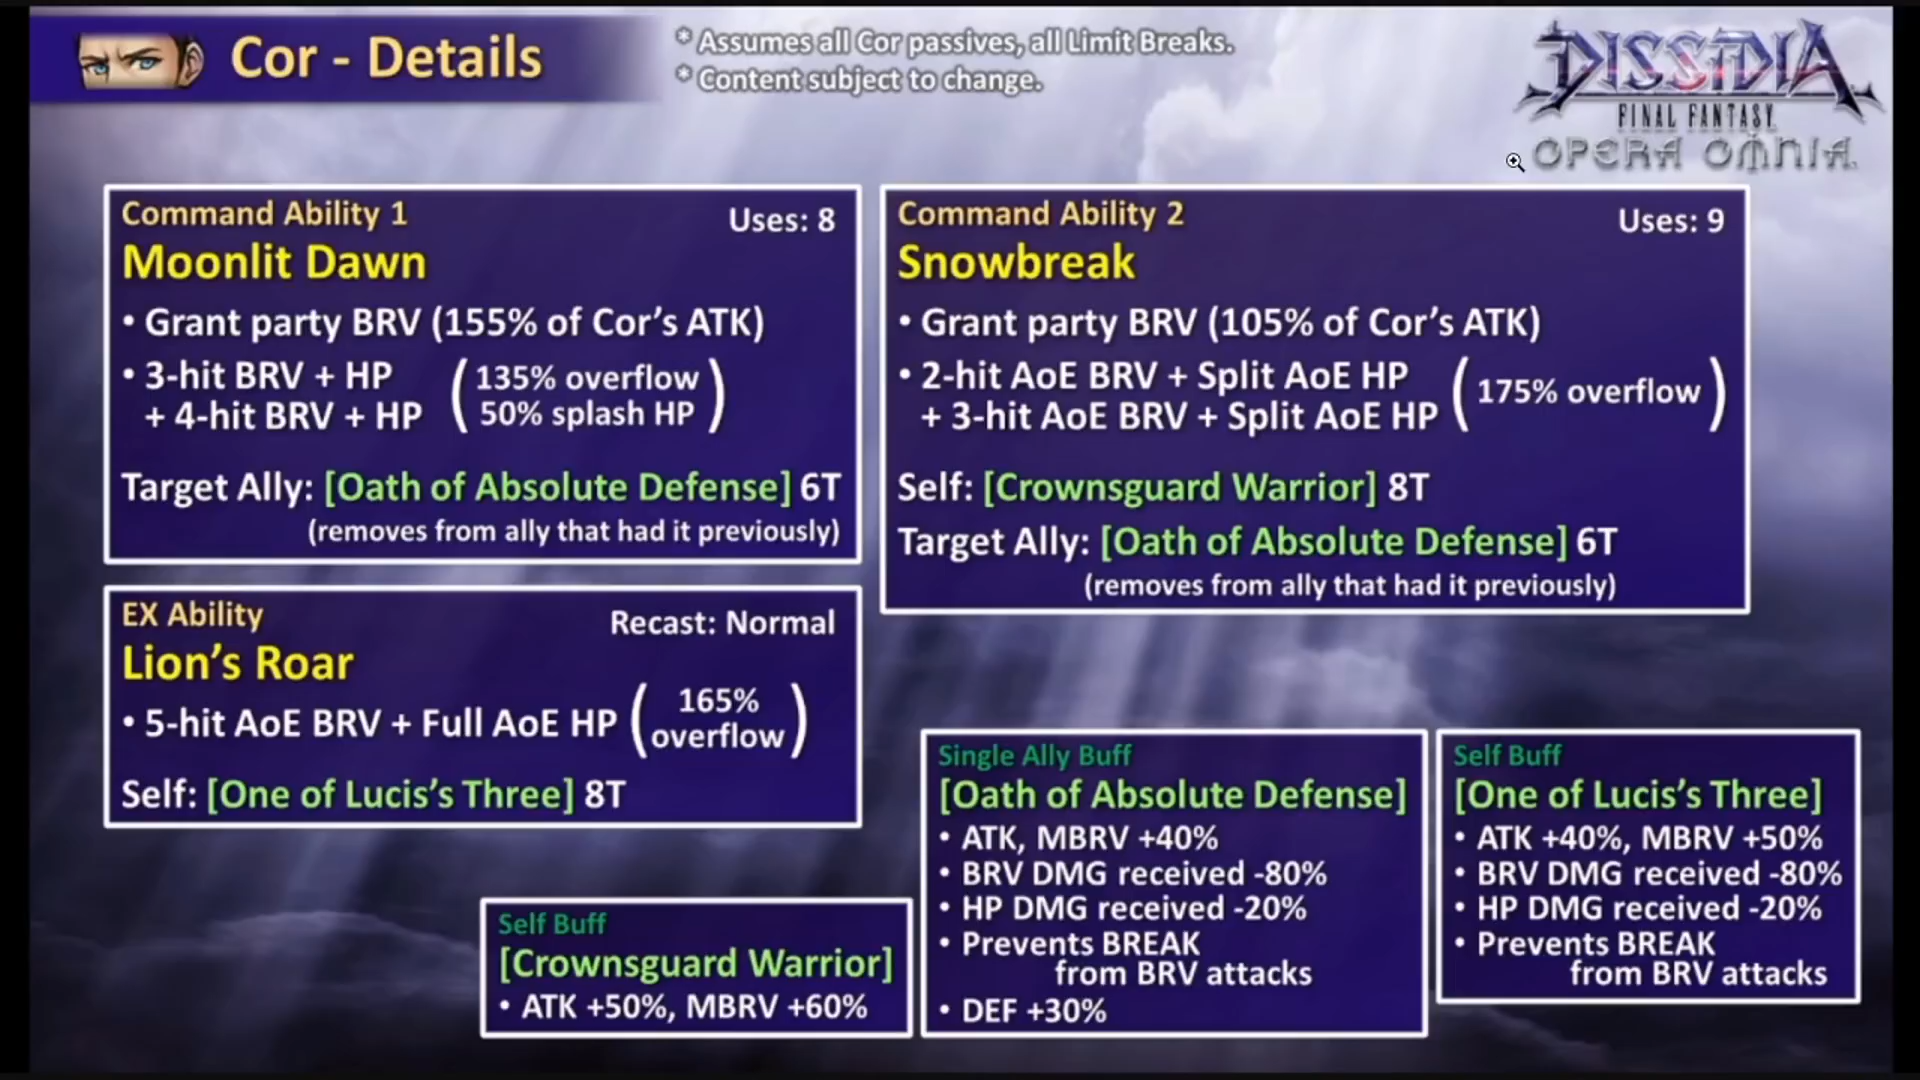 Cor - Details
* Assumes all Cor passives, all Limit Breaks.
* Content subject to change.
DISSIDIA
FINAL FANTASY
OPERA OMNIA
Command Ability 1
Uses: 8
Moonlit Dawn
• Grant party BRV (155% of Cor's ATK)
• 3-hit BRV + HP
+ 4-hit BRV + HP
(135% overflow
50% splash HP)
Target Ally: [Oath of Absolute Defense] 6T
(removes from ally that had it previously)
Command Ability 2
Uses: 9
Snowbreak
• Grant party BRV (105% of Cor's ATK)
• 2-hit AoE BRV + Split AoE HP
+ 3-hit AoE BRV + Split AoE HP
(175% overflow)
Self: [Crownsguard Warrior] 8T
Target Ally: [Oath of Absolute Defense] 6T
(removes from ally that had it previously)
EX Ability
Recast: Normal
Lion's Roar
• 5-hit AoE BRV + Full AoE HP
(165%
overflow)
Self: [One of Lucis's Three] 8T
Self Buff
[Crownsguard Warrior]
• ATK +50%, MBRV +60%
Single Ally Buff
[Oath of Absolute Defense]
• ATK, MBRV +40%
• BRV DMG received -80%
• HP DMG received -20%
• Prevents BREAK
from BRV attacks
• DEF +30%
Self Buff
[One of Lucis's Three]
• ATK +40%, MBRV +50%
• BRV DMG received -80%
• HP DMG received -20%
• Prevents BREAK
from BRV attacks